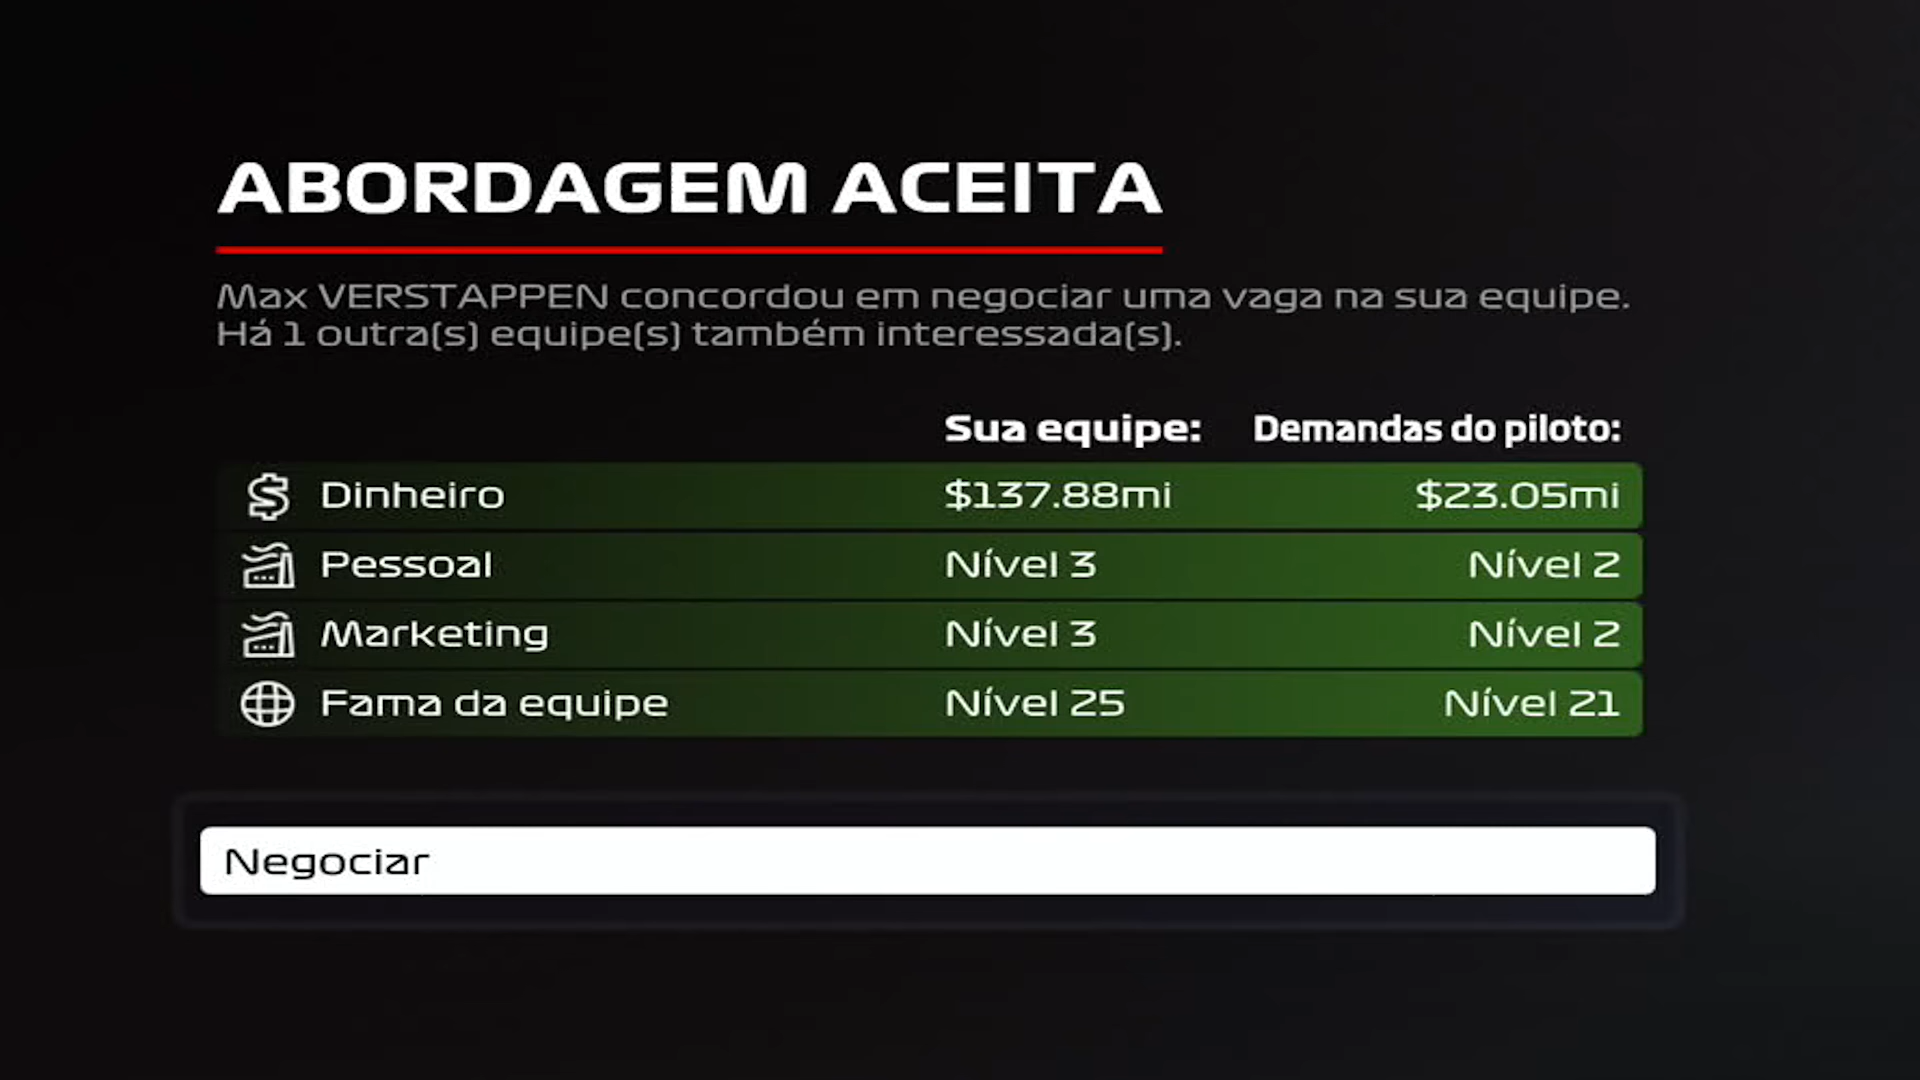 ABORDAGEM ACEITA
Max VERSTAPPEN concordou em negociar uma vaga na sua equipe.
Há 1 outra(s) equipe(s) também interessada(s).
Sua equipe: Demandas do piloto:
Dinheiro $137.88mi $23.05mi
Pessoal Nível 3 Nível 2
Marketing Nível 3 Nível 2
Fama da equipe Nível 25 Nível 21
Negociar